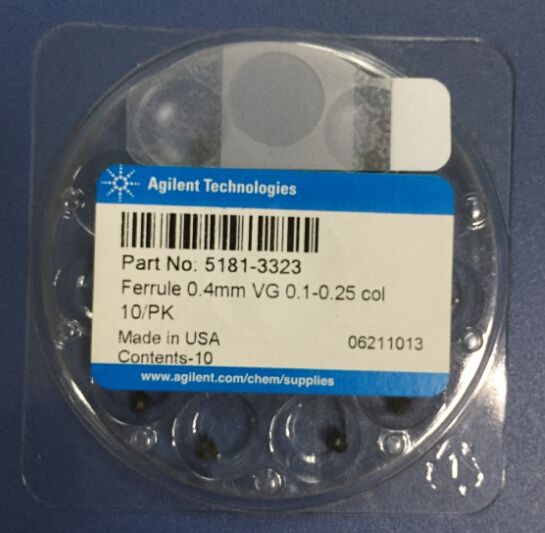 Agilent Technologies
Part No: 5181-3323
Ferrule 0.4mm VG 0.1-0.25 col
10/PK
Made in USA 06211013
Contents-10
www.agilent.com/chem/supplies
1